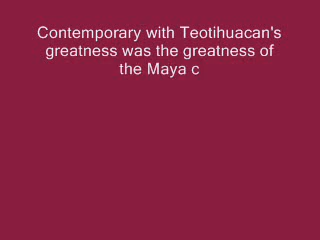 Contemporary with Teotihuacan's
greatness was the greatness of
the Maya c